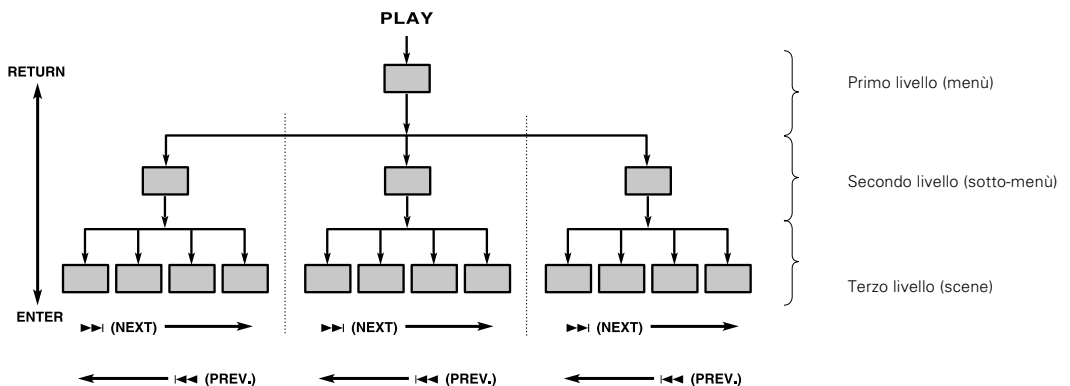 PLAY
RETURN
Primo livello (menù)
Secondo livello (sotto-menù)
Terzo livello (scene)
ENTER
▶▶I (NEXT) ▶▶I (NEXT) ▶▶I (NEXT)
I◀◀ (PREV.) I◀◀ (PREV.) I◀◀ (PREV.)